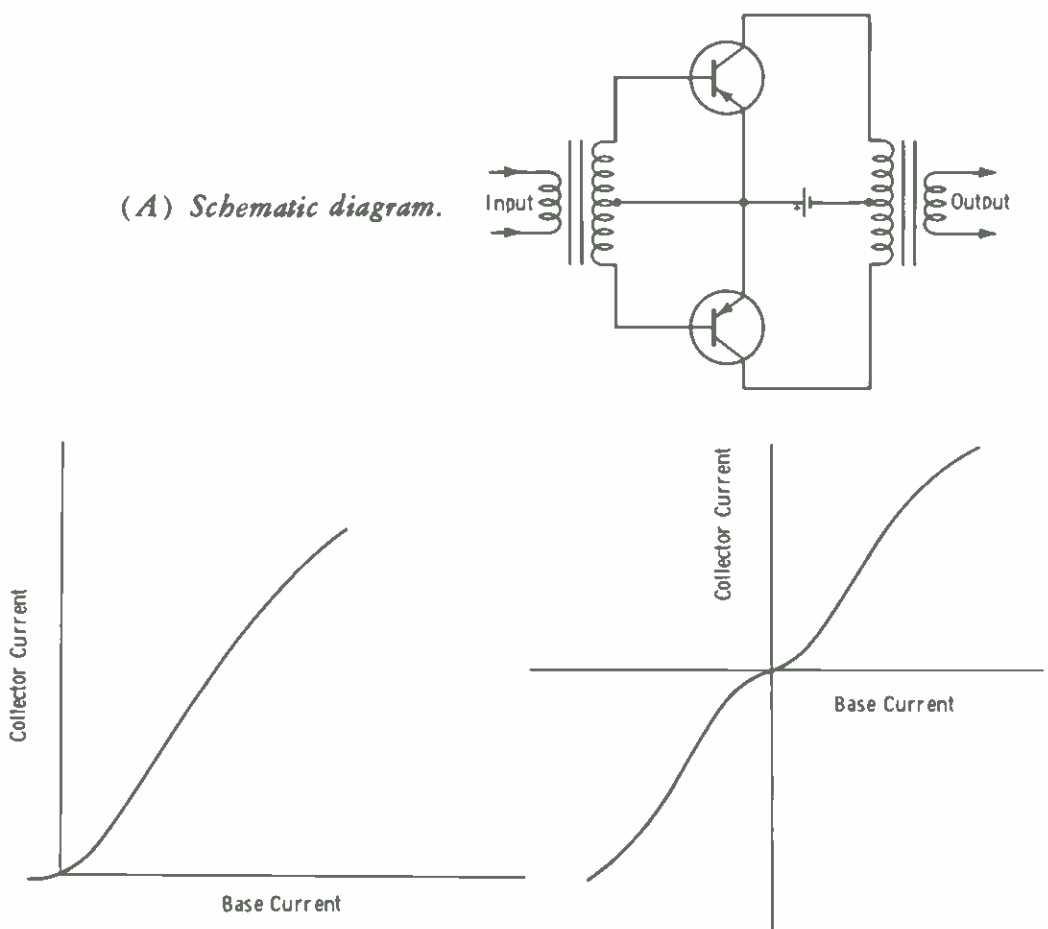 (A) Schematic diagram.
Input
+
Output
Collector Current
Base Current
Collector Current
Base Current